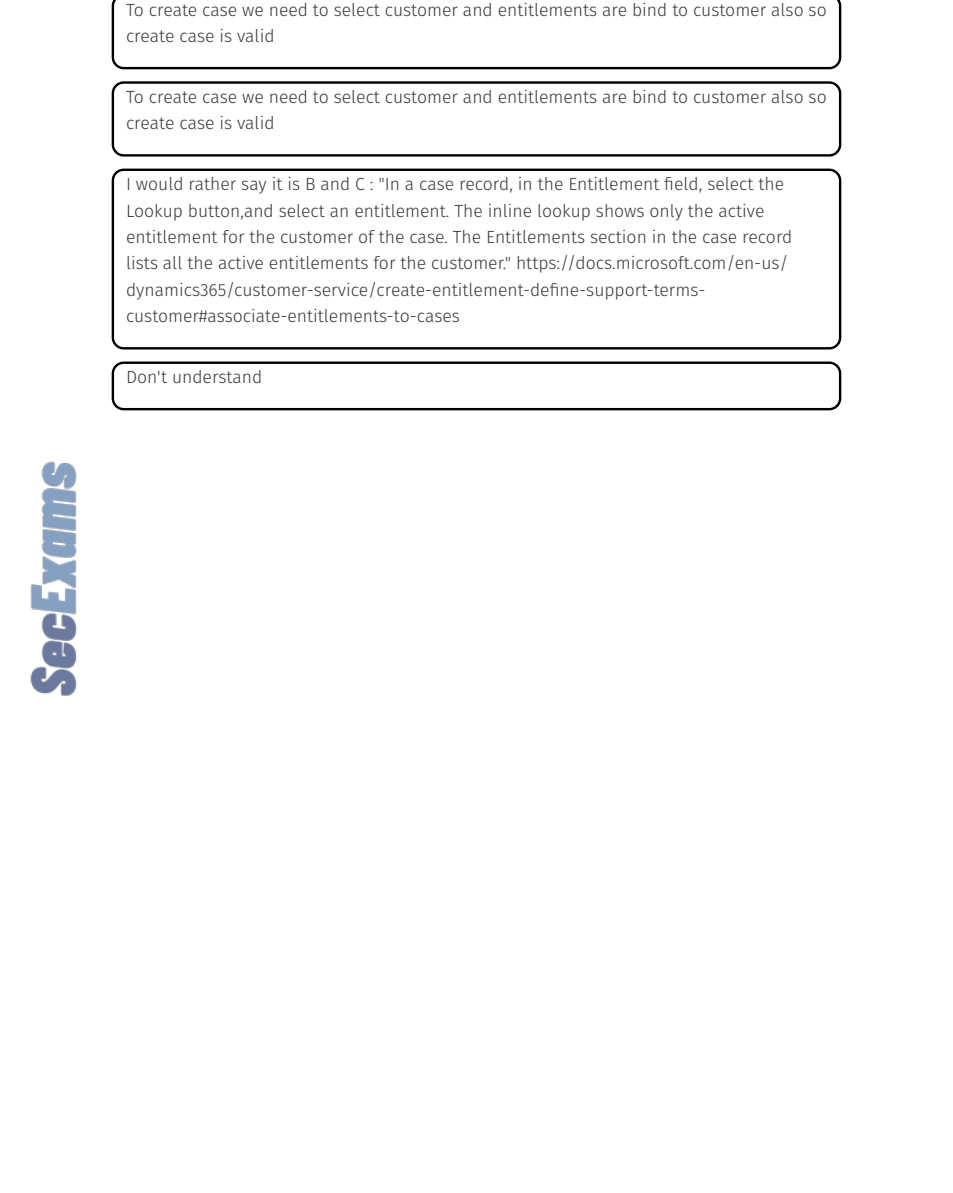 To create case we need to select customer and entitlements are bind to customer also so
create case is valid
To create case we need to select customer and entitlements are bind to customer also so
create case is valid
I would rather say it is B and C : "In a case record, in the Entitlement field, select the
Lookup button,and select an entitlement. The inline lookup shows only the active
entitlement for the customer of the case. The Entitlements section in the case record
lists all the active entitlements for the customer." https://docs.microsoft.com/en-us/
dynamics365/customer-service/create-entitlement-define-support-terms-
customer#associate-entitlements-to-cases
Don't understand
SecExams